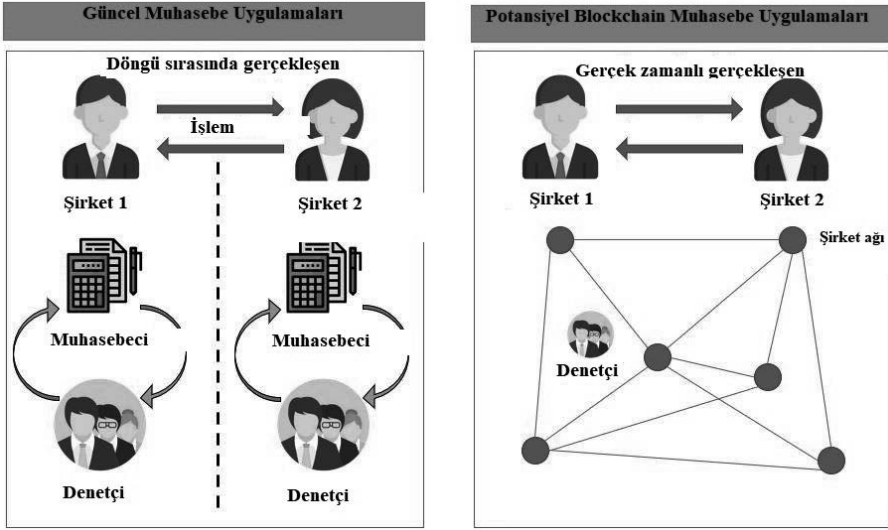 Güncel Muhasebe Uygulamaları
Döngü sırasında gerçekleşen
İşlem
Şirket 1
Şirket 2
Muhasebeci
Muhasebeci
Denetçi
Denetçi
Potansiyel Blockchain Muhasebe Uygulamaları
Gerçek zamanlı gerçekleşen
Şirket 1
Şirket 2
Şirket ağı
Denetçi